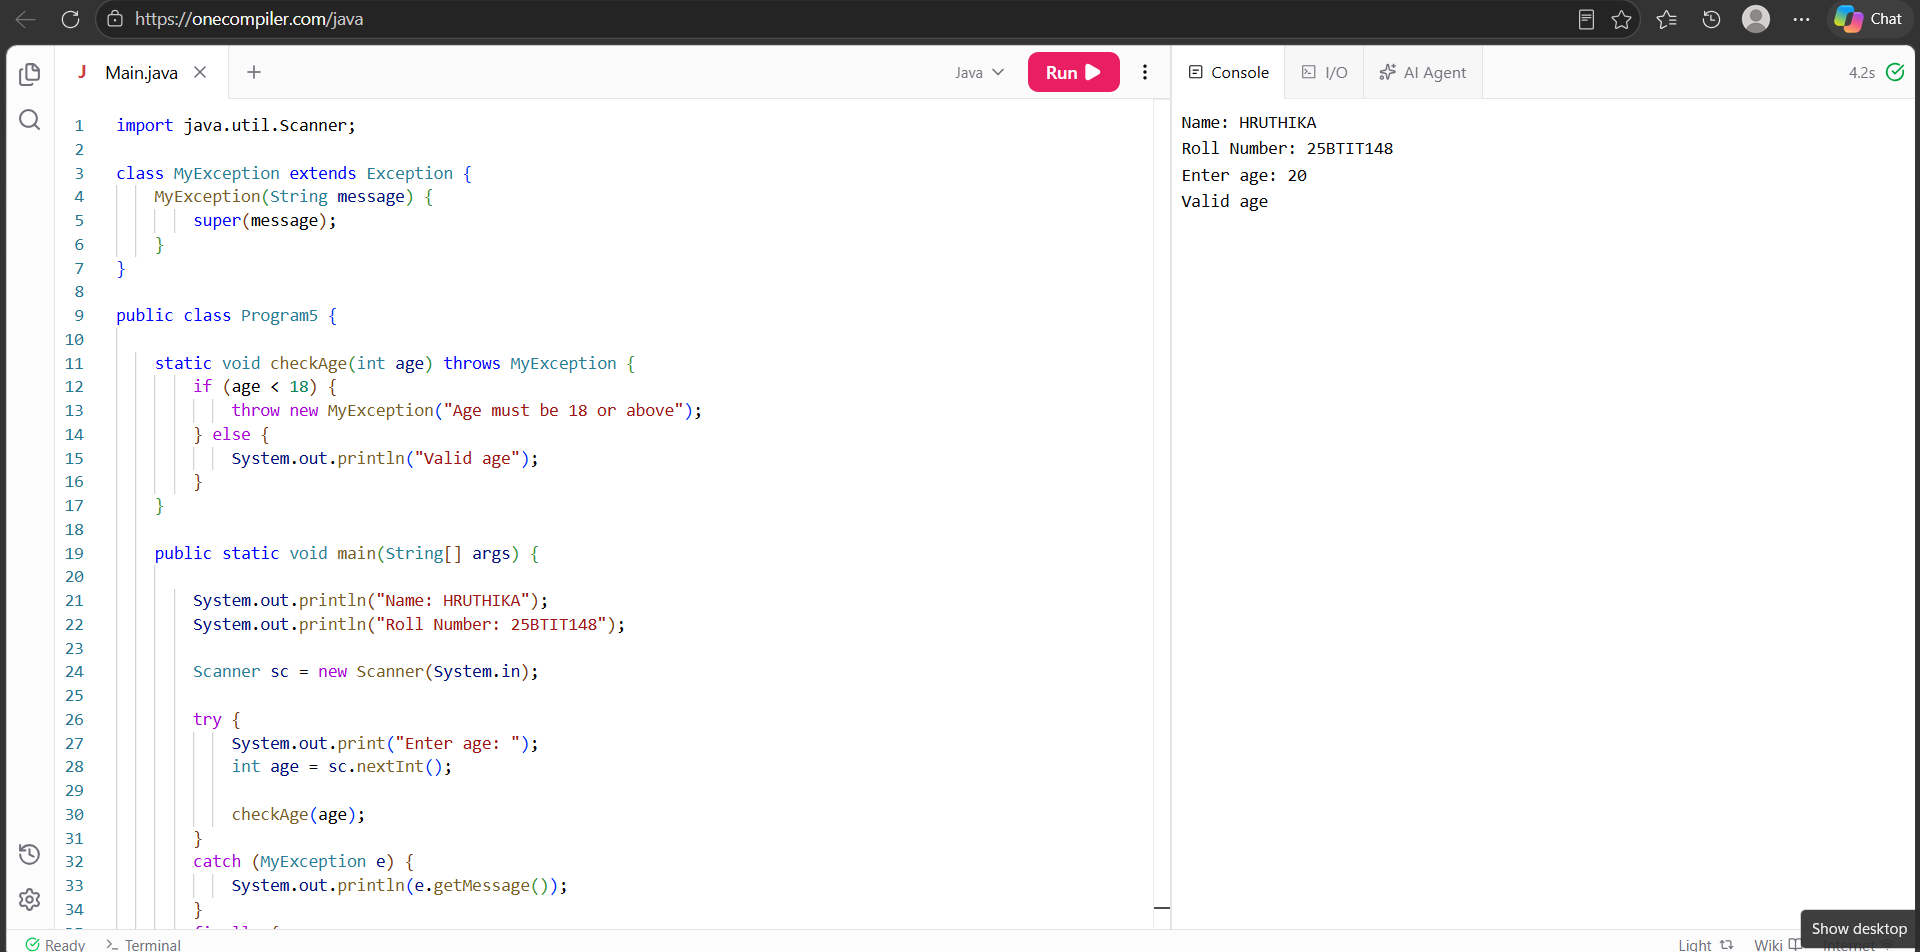 https://onecompiler.com/java
Chat
J Main.java
Java
Run
Console
I/O
AI Agent
4.2s
1 import java.util.Scanner;
2
3 class MyException extends Exception {
4 MyException(String message) {
5 super(message);
6 }
7 }
8
9 public class Program5 {
10
11 static void checkAge(int age) throws MyException {
12 if (age < 18) {
13 throw new MyException("Age must be 18 or above");
14 } else {
15 System.out.println("Valid age");
16 }
17 }
18
19 public static void main(String[] args) {
20
21 System.out.println("Name: HRUTHIKA");
22 System.out.println("Roll Number: 25BTIT148");
23
24 Scanner sc = new Scanner(System.in);
25
26 try {
27 System.out.print("Enter age: ");
28 int age = sc.nextInt();
29
30 checkAge(age);
31 }
32 catch (MyException e) {
33 System.out.println(e.getMessage());
34 }
Name: HRUTHIKA
Roll Number: 25BTIT148
Enter age: 20
Valid age
Show desktop
Ready
Terminal
Light
Wiki